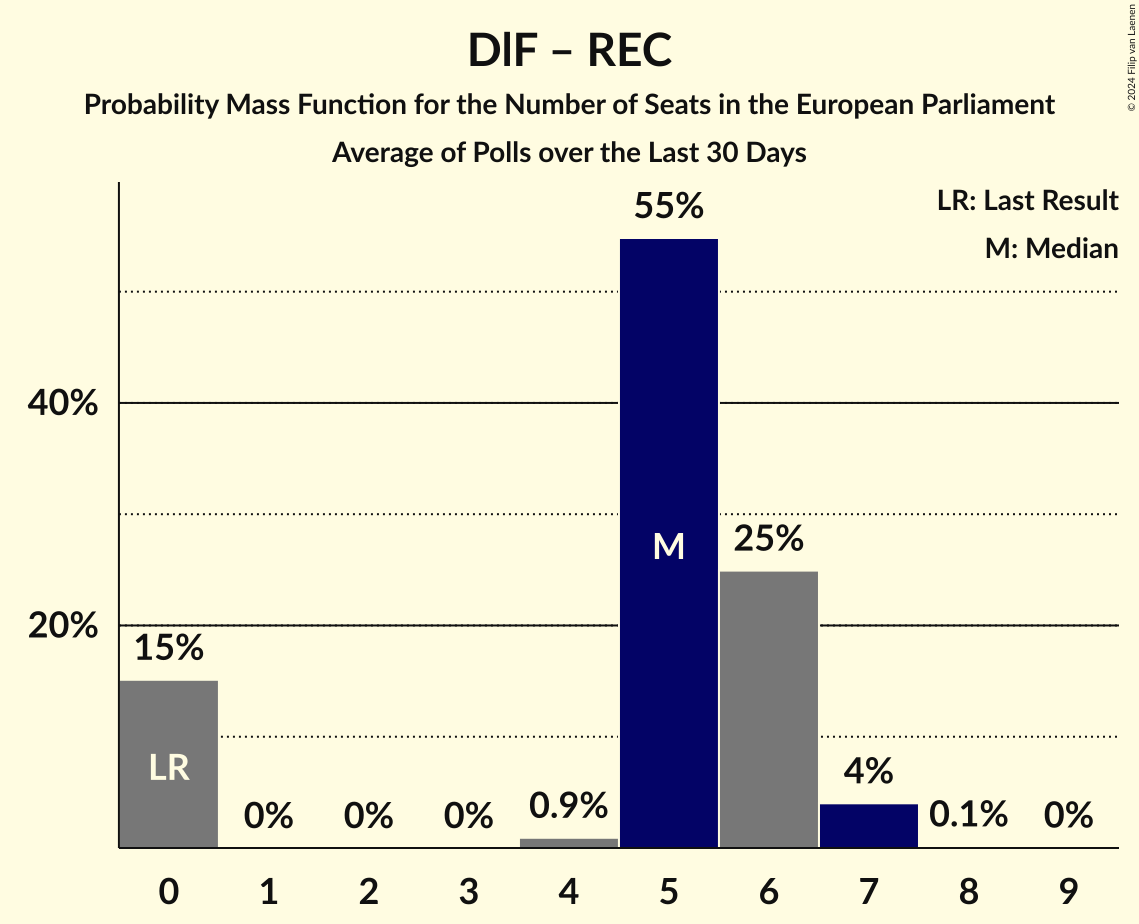 DIF – REC
Probability Mass Function for the Number of Seats in the European Parliament
Average of Polls over the Last 30 Days
© 2024 Filip van Laenen
LR: Last Result
M: Median
55%
40%
M
25%
20%
15%
LR
0% 0% 0% 0.9% 4% 0.1% 0%
0 1 2 3 4 5 6 7 8 9